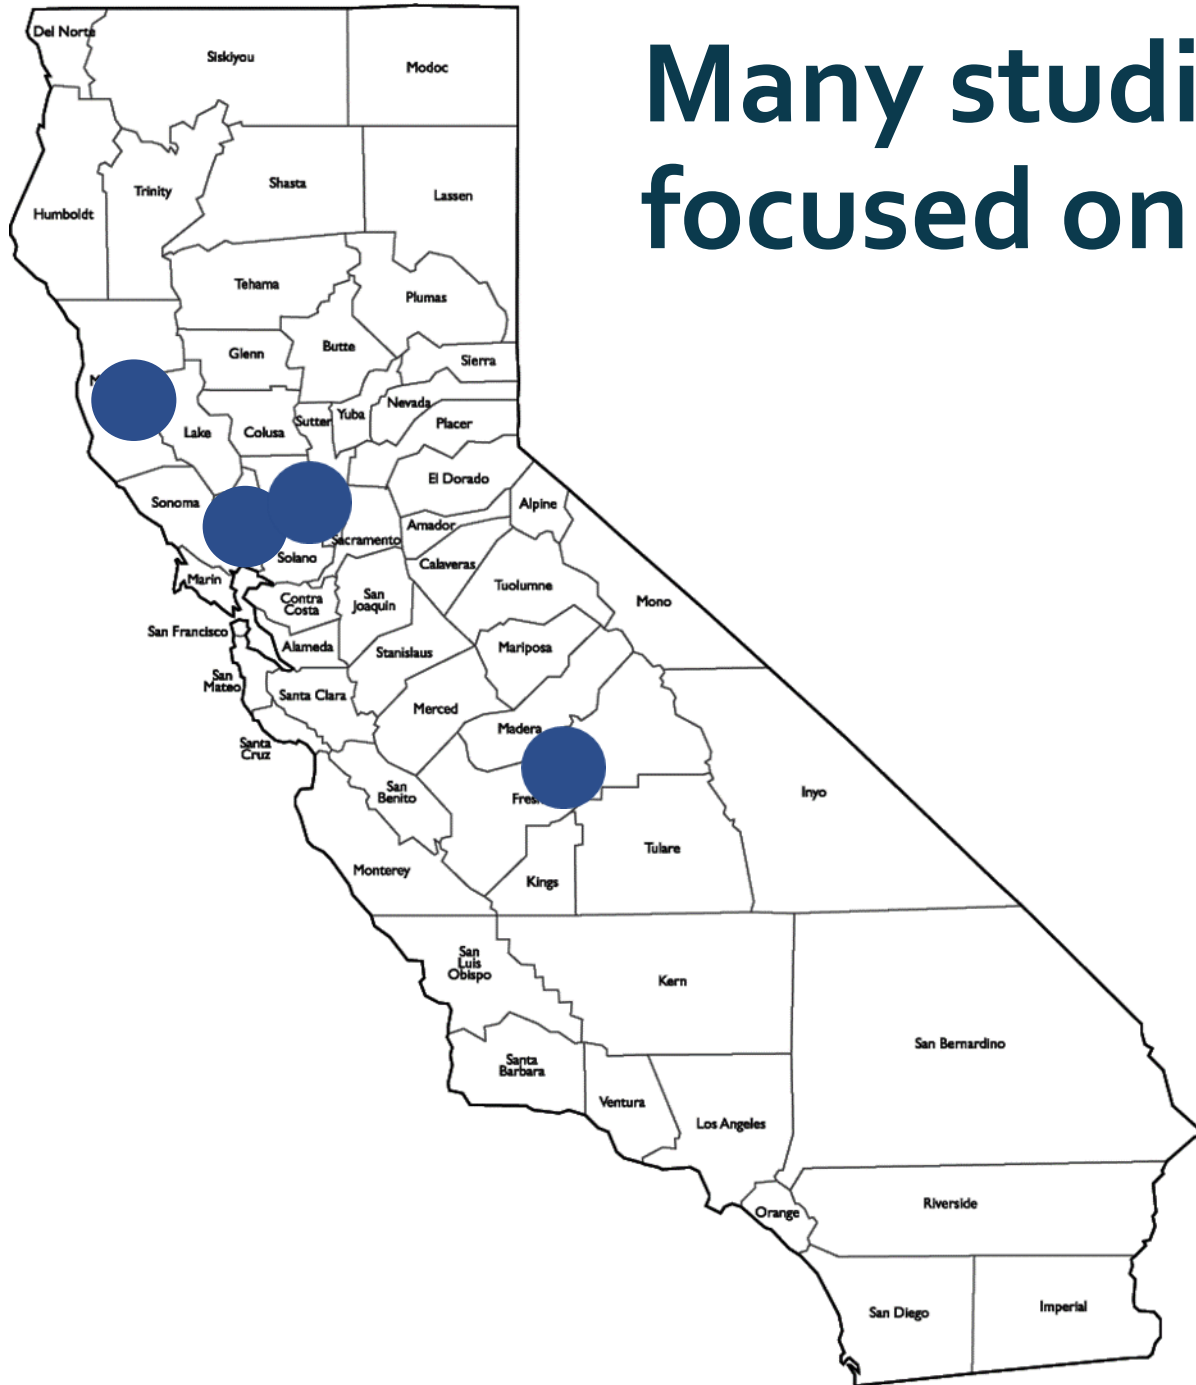 Many studi
focused on
Del Norte
Siskiyou
Modoc
Humboldt
Trinity
Shasta
Lassen
Tehama
Plumas
Glenn
Butte
Sierra
M
Lake
Colusa
Sutter
Yuba
Nevada
Placer
Sonoma
El Dorado
Alpine
Sacramento
Amador
Solano
Calaveras
Marin
Contra
Costa
San
Joaquin
Tuolumne
Mono
San Francisco
Alameda
Stanislaus
Mariposa
San
Mateo
Santa Clara
Merced
Madera
Santa
Cruz
San
Benito
Fres
Inyo
Monterey
Kings
Tulare
San
Luis
Obispo
Kern
Santa
Barbara
Ventura
Los Angeles
San Bernardino
Orange
Riverside
San Diego
Imperial